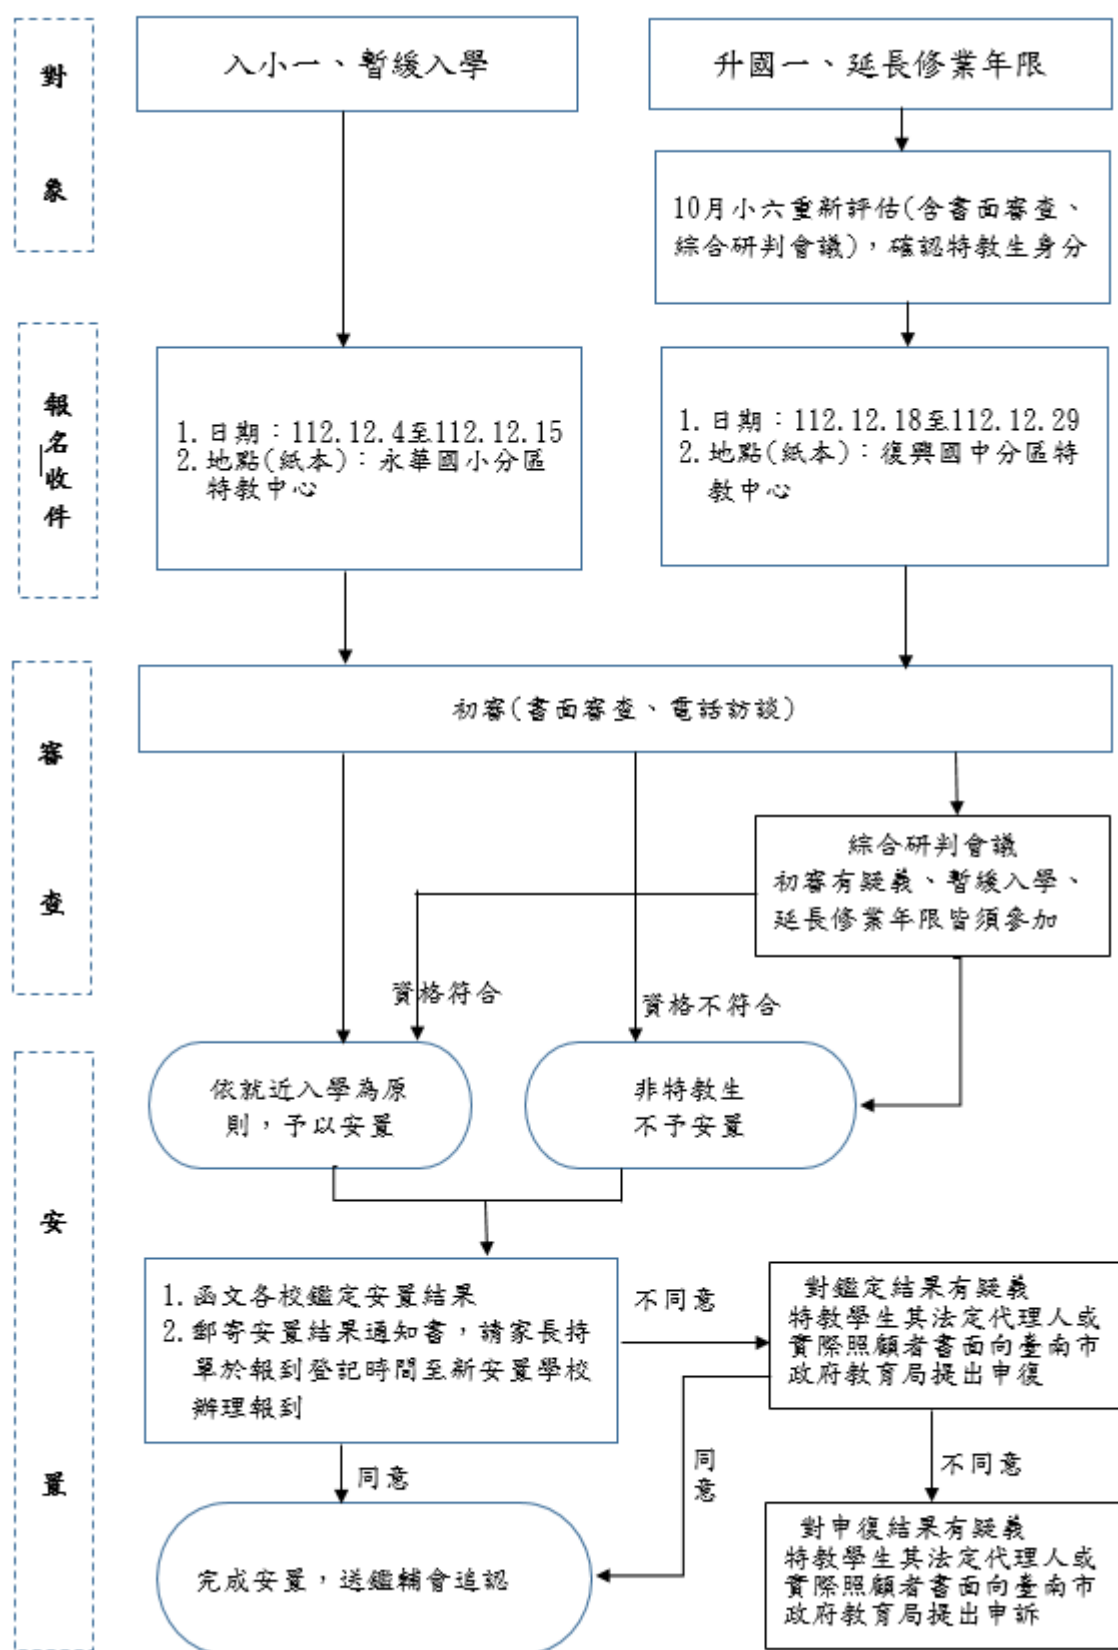 對
象
入小一、暫緩入學
升國一、延長修業年限
10月小六重新評估(含書面審查、
綜合研判會議)，確認特教生身分
報
名
收
件
1.日期：112.12.4至112.12.15
2.地點(紙本)：永華國小分區
特教中心
1.日期：112.12.18至112.12.29
2.地點(紙本)：復興國中分區特
教中心
審
查
初審(書面審查、電話訪談)
綜合研判會議
初審有疑義、暫緩入學、
延長修業年限皆須參加
資格符合
資格不符合
安
置
依就近入學為原
則，予以安置
非特教生
不予安置
1.函文各校鑑定安置結果
2.郵寄安置結果通知書，請家長持
單於報到登記時間至新安置學校
辦理報到
不同意
對鑑定結果有疑義
特教學生其法定代理人或
實際照顧者書面向臺南市
政府教育局提出申復
同意
同
意
不同意
完成安置，送鑑輔會追認
對申復結果有疑義
特教學生其法定代理人或
實際照顧者書面向臺南市
政府教育局提出申訴